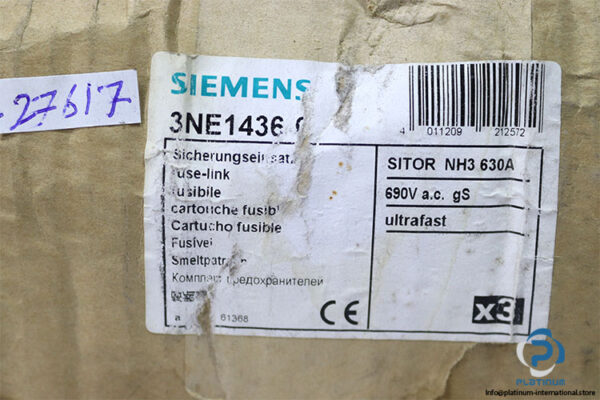 27617
SIEMENS
3NE1436
4 011209 212572
Sicherungseinsatz
fuse-link
fusibile
cartouche fusibl
Cartucho fusible
Fusível
Smeltpatr n
Комплект предохранителей
a 61368
CE
SITOR NH3 630A
690V a.c. gS
ultrafast
x3
PLATINUM
info@platinum-international.store